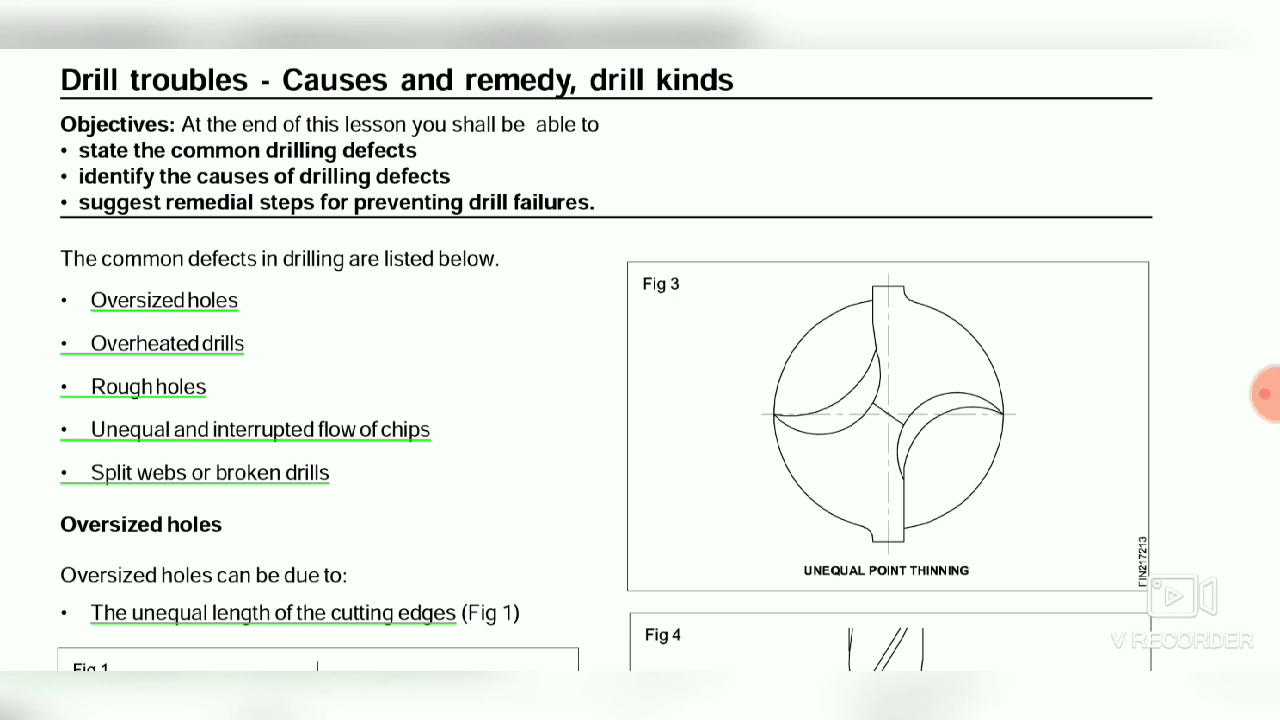 Drill troubles - Causes and remedy, drill kinds
Objectives: At the end of this lesson you shall be able to
• state the common drilling defects
• identify the causes of drilling defects
• suggest remedial steps for preventing drill failures.
The common defects in drilling are listed below.
• Oversized holes
• Overheated drills
• Rough holes
• Unequal and interrupted flow of chips
• Split webs or broken drills
Oversized holes
Oversized holes can be due to:
• The unequal length of the cutting edges (Fig 1)
Fig 1
Fig 3
UNEQUAL POINT THINNING
FIN217213
Fig 4
V RECORDER